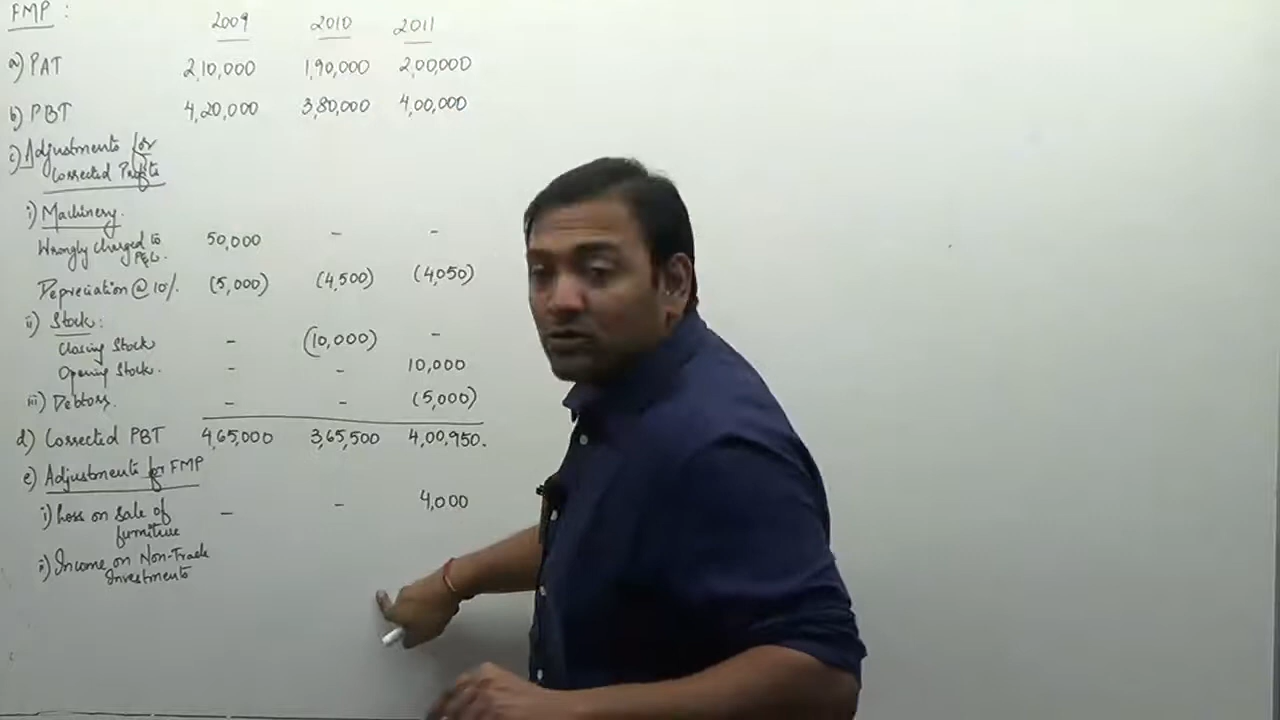 FMP :
2009 2010 2011
a) PAT 2,10,000 1,90,000 2,00,000
b) PBT 4,20,000 3,80,000 4,00,000
c) Adjustments for
Corrected Profits
i) Machinery.
Wrongly charged to 50,000 - -
P&L.
Depreciation @ 10%. (5,000) (4,500) (4,050)
ii) Stock:
Closing Stock - (10,000) -
Opening Stock. - - 10,000
iii) Debtors. - - (5,000)
d) Corrected PBT 4,65,000 3,65,500 4,00,950.
e) Adjustments for FMP
i) Loss on sale of - - 4,000
furniture
ii) Income on Non-Trade
Investments